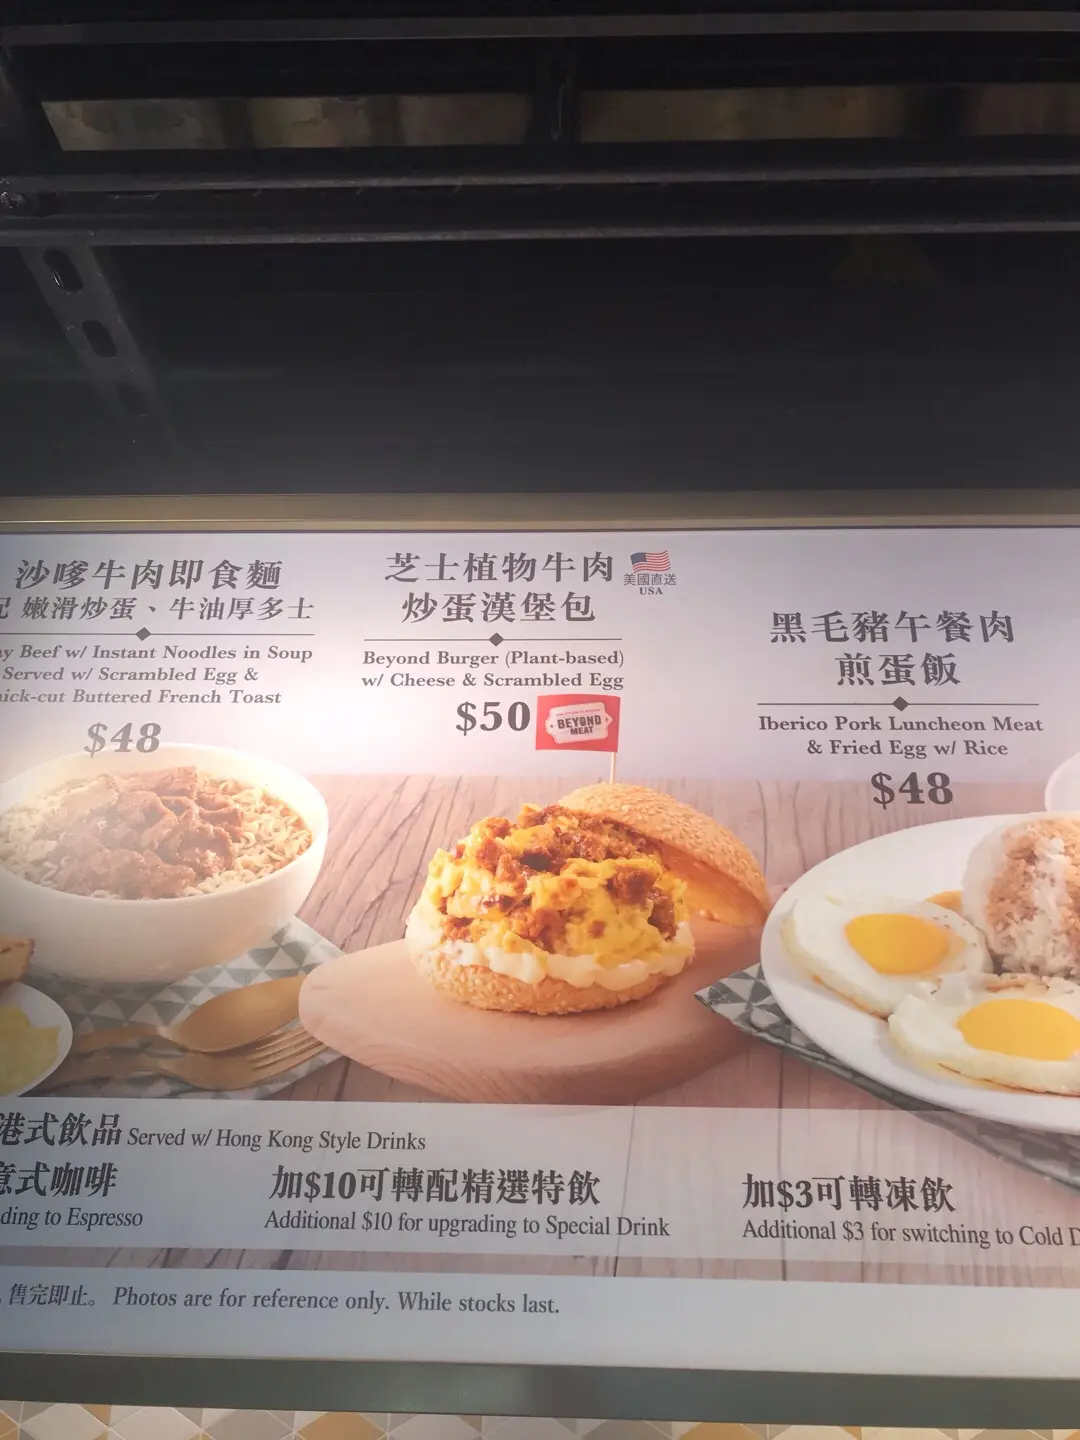 沙嗲牛肉即食麵
配 嫩滑炒蛋、牛油厚多士
Beef w/ Instant Noodles in Soup
Served w/ Scrambled Egg &
Buttered French Toast
$48
芝士植物牛肉
炒蛋漢堡包
美國直送
USA
Beyond Burger (Plant-based)
w/ Cheese & Scrambled Egg
$50
BEYOND
MEAT
黑毛豬午餐肉
煎蛋飯
Iberico Pork Luncheon Meat
& Fried Egg w/ Rice
$48
港式飲品 Served w/ Hong Kong Style Drinks
意式咖啡
ding to Espresso
加$10可轉配精選特飲
Additional $10 for upgrading to Special Drink
加$3可轉凍飲
Additional $3 for switching to Cold D
售完即止。 Photos are for reference only. While stocks last.